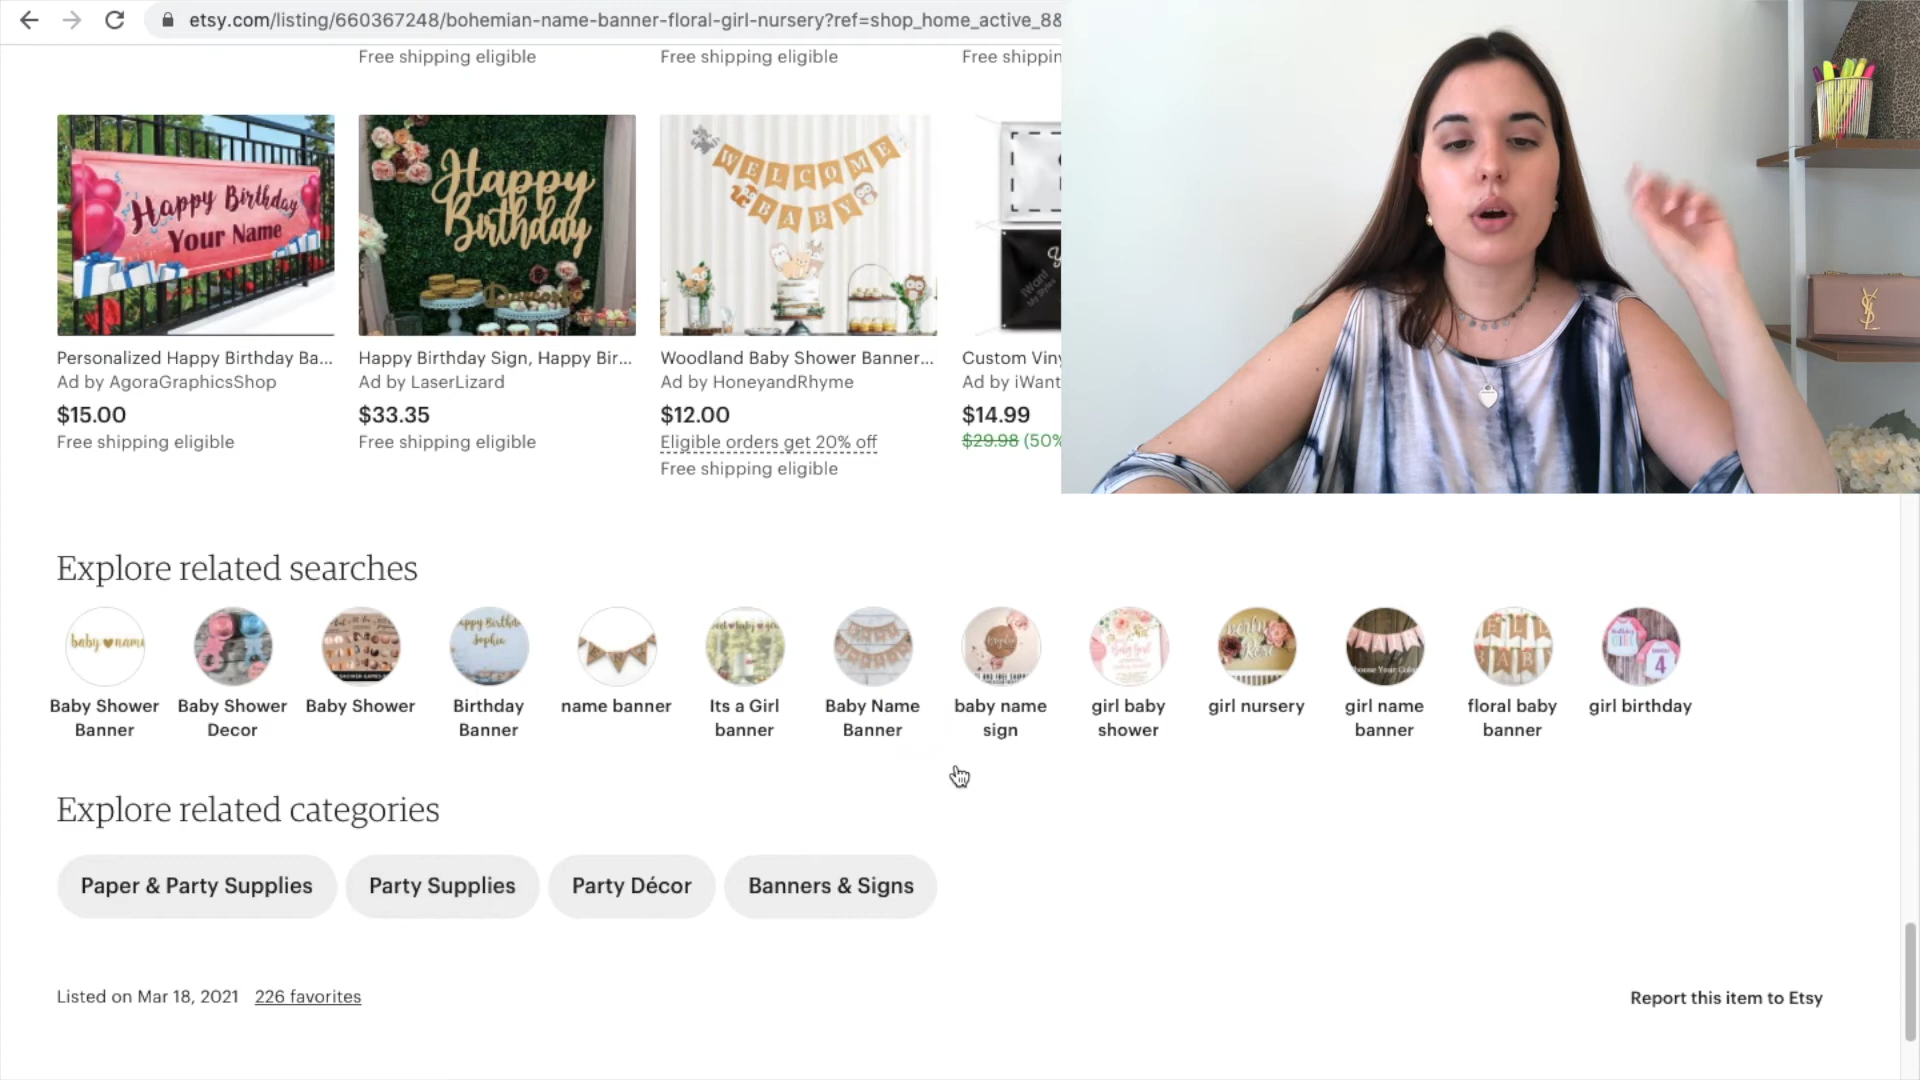 etsy.com/listing/660367248/bohemian-name-banner-floral-girl-nursery?ref=shop_home_active_8&
Free shipping eligible
Free shipping eligible
Free shippin
Happy Birthday
Your Name
Happy
Birthday
WELCOME
BABY
Personalized Happy Birthday Ba...
Happy Birthday Sign, Happy Bir...
Woodland Baby Shower Banner...
Custom Viny
Ad by AgoraGraphicsShop
Ad by LaserLizard
Ad by HoneyandRhyme
Ad by iWant
$15.00
$33.35
$12.00
$14.99
Free shipping eligible
Free shipping eligible
Eligible orders get 20% off
$29.98 (50%
Free shipping eligible
Explore related searches
baby name
Baby Shower
Banner
Baby Shower
Decor
Baby Shower
Birthday
Banner
name banner
Its a Girl
banner
Baby Name
Banner
baby name
sign
girl baby
shower
girl nursery
girl name
banner
floral baby
banner
girl birthday
Explore related categories
Paper & Party Supplies
Party Supplies
Party Décor
Banners & Signs
Listed on Mar 18, 2021
226 favorites
Report this item to Etsy